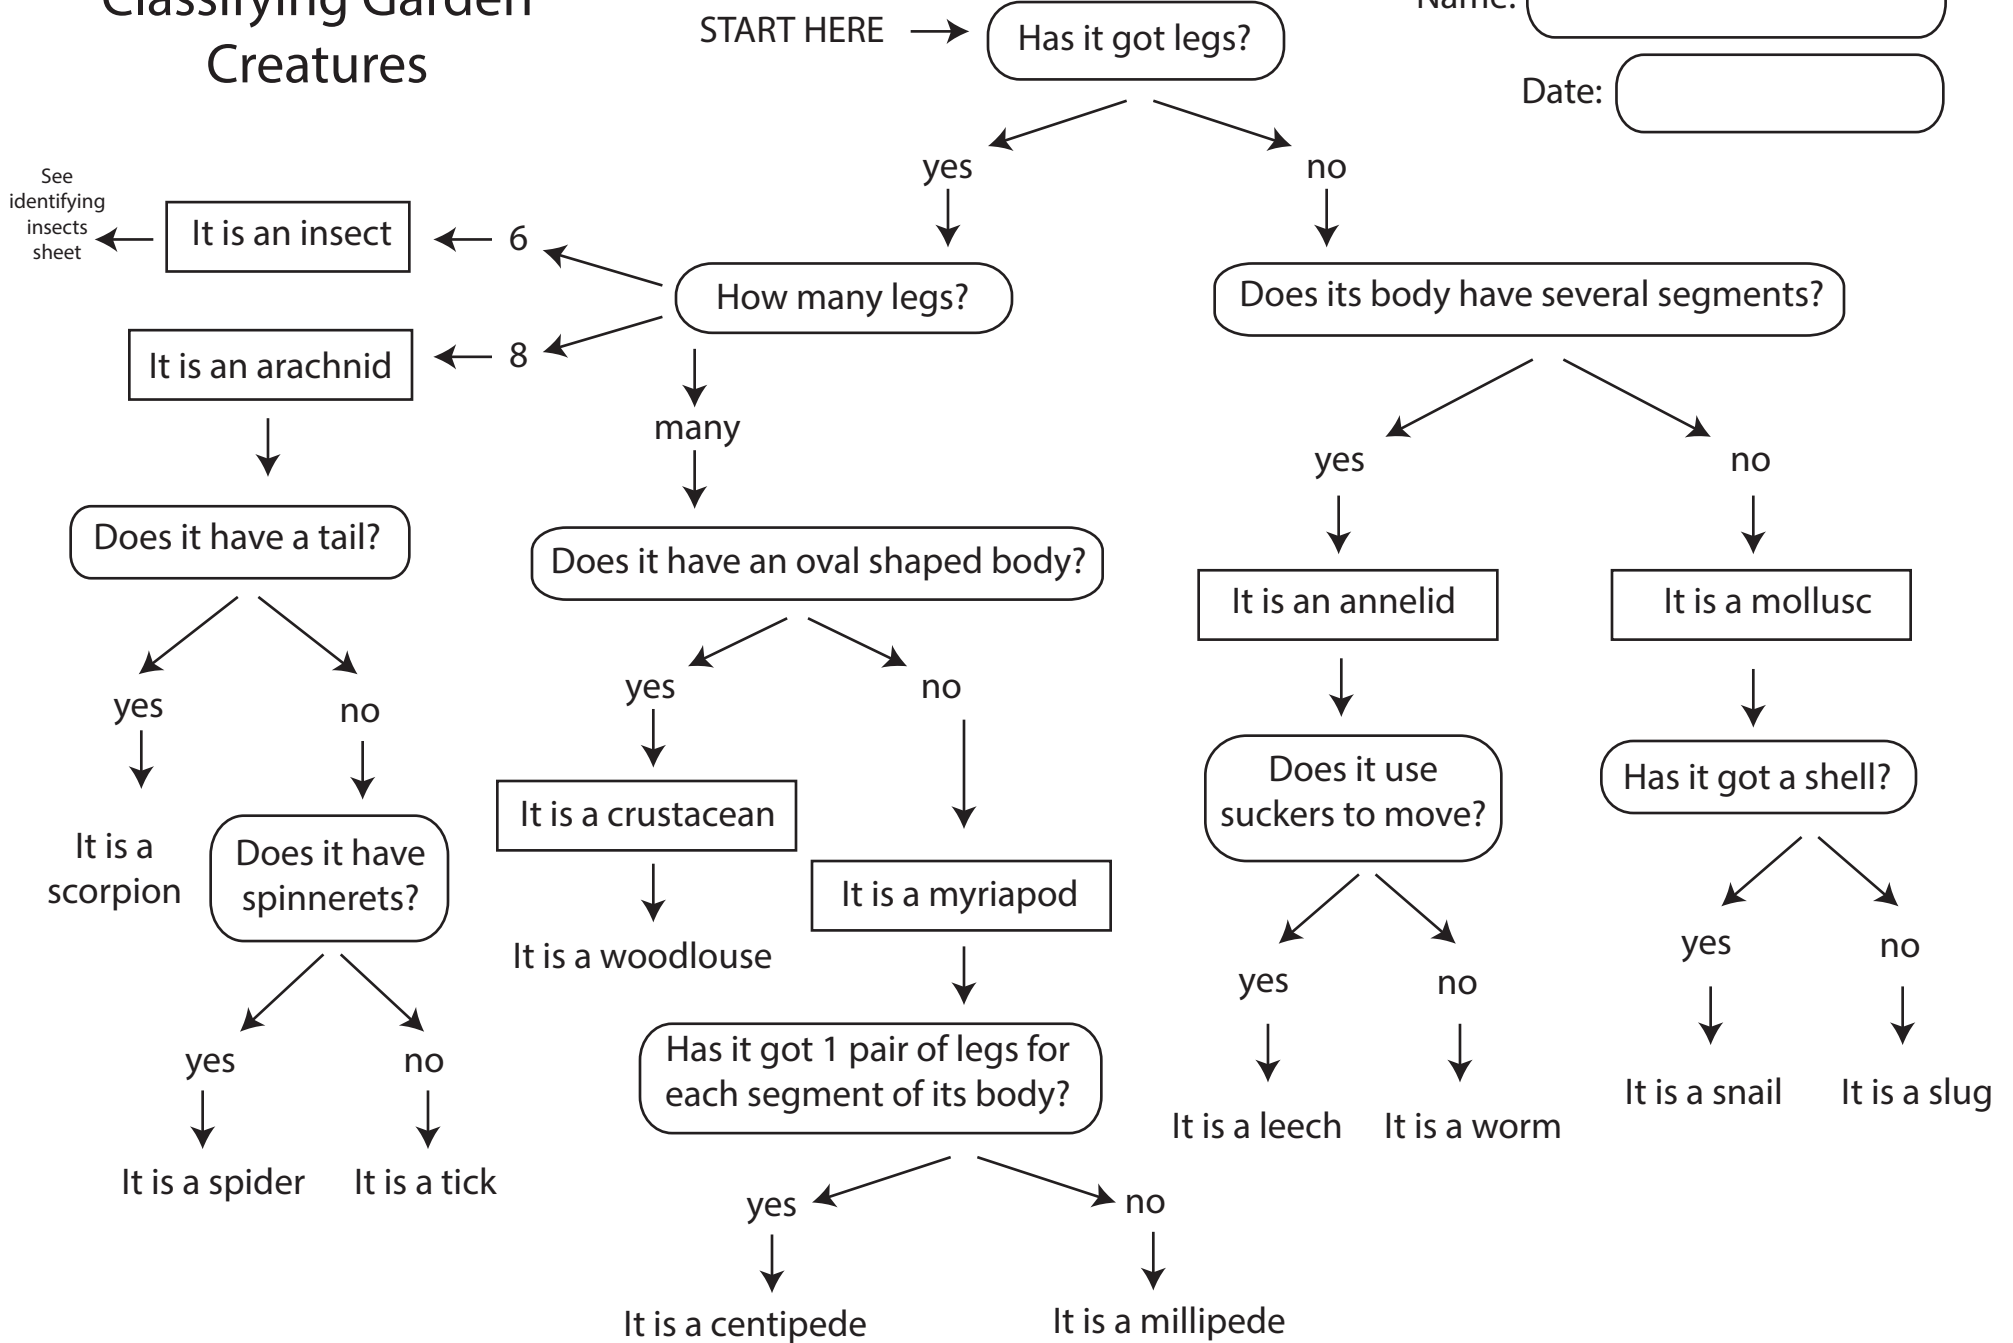 Classifying Garden
Creatures
START HERE
Has it got legs?
Name:
Date:
yes
no
See
identifying
insects
sheet
It is an insect
6
How many legs?
Does its body have several segments?
It is an arachnid
8
many
yes
no
Does it have a tail?
Does it have an oval shaped body?
It is an annelid
It is a mollusc
yes
no
yes
no
Does it use
suckers to move?
Has it got a shell?
It is a
scorpion
Does it have
spinnerets?
It is a crustacean
It is a myriapod
It is a woodlouse
yes
no
yes
no
yes
no
Has it got 1 pair of legs for
each segment of its body?
It is a leech
It is a worm
It is a snail
It is a slug
It is a spider
It is a tick
yes
no
It is a centipede
It is a millipede